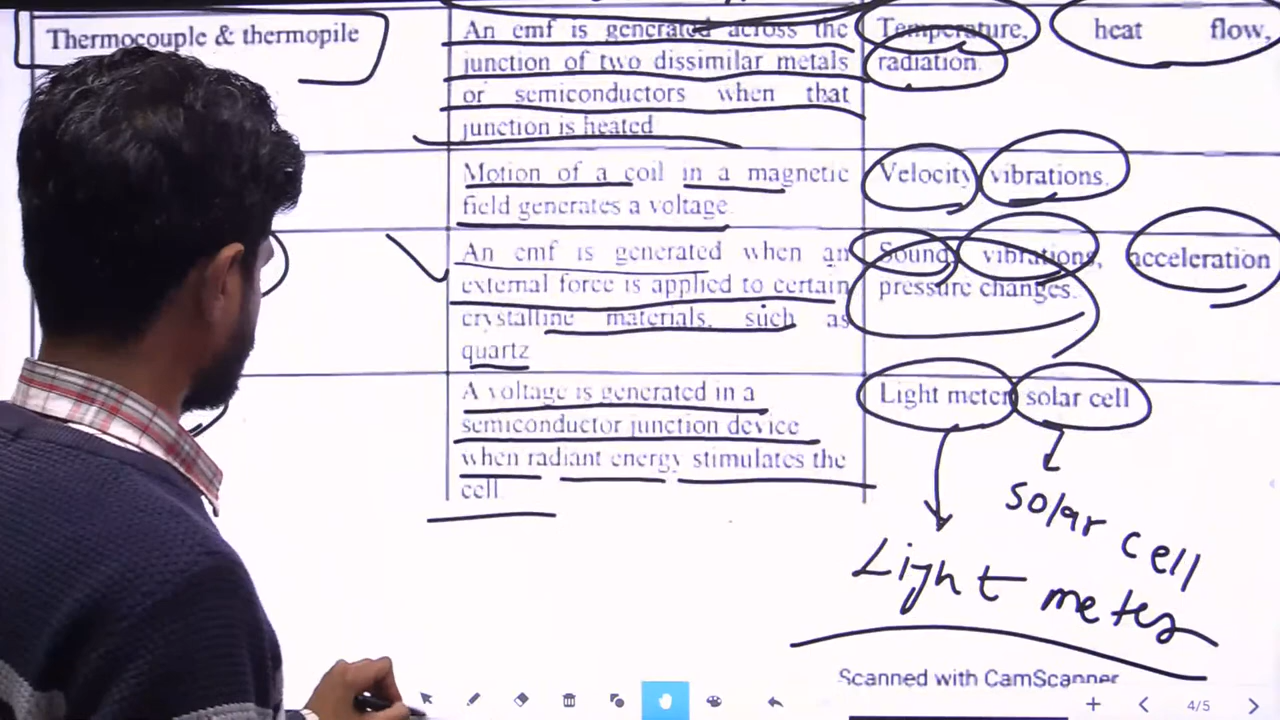 Thermocouple & thermopile
An emf is generated across the
junction of two dissimilar metals
or semiconductors when that
junction is heated
Temperature, heat flow,
radiation.
Motion of a coil in a magnetic
field generates a voltage.
Velocity vibrations.
An emf is generated when an
external force is applied to certain
crystalline materials, such as
quartz
Sound, vibrations, acceleration
pressure changes.
A voltage is generated in a
semiconductor junction device
when radiant energy stimulates the
cell
Light meter solar cell
solar cell
Light meter
Scanned with CamScanner
4/5